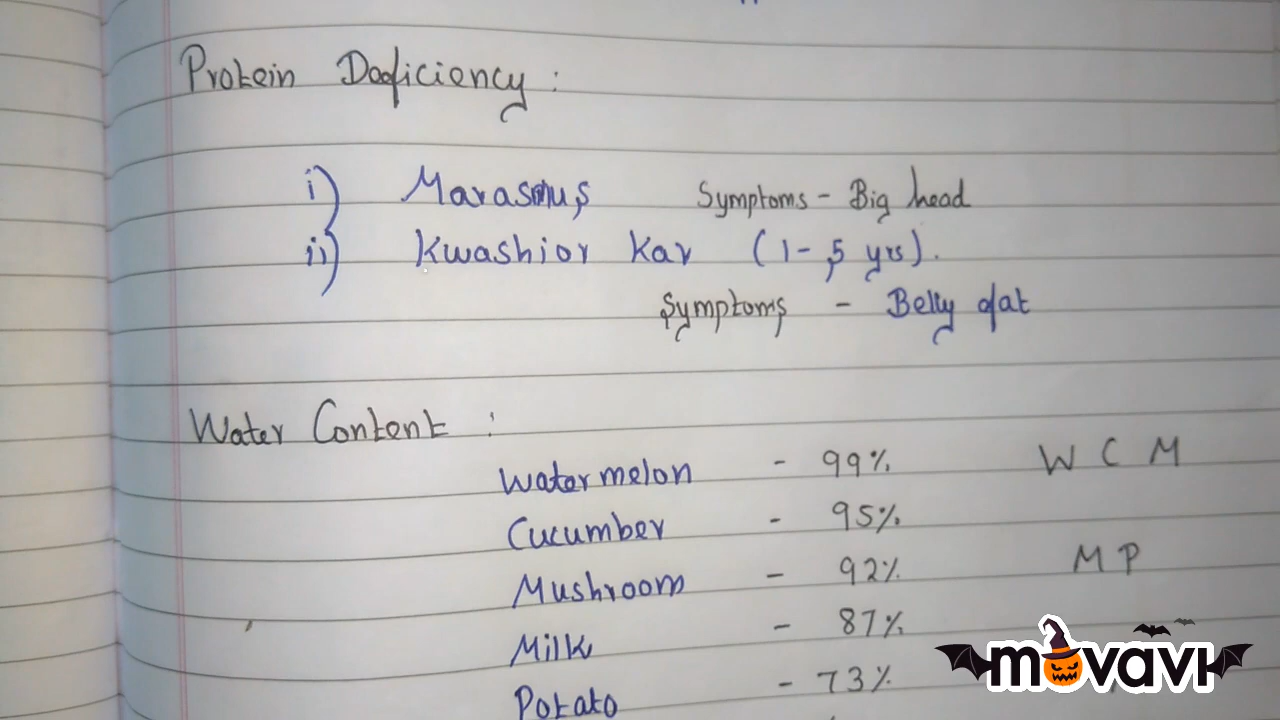 Protein Deficiency :
i) Marasmus Symptoms - Big head
ii) Kwashior kar (1-5 yrs).
Symptoms - Belly fat
Water Content :
Watermelon - 99% W C M
Cucumber - 95%
Mushroom - 92% M P
Milk - 87%
Potato - 73%
movavi